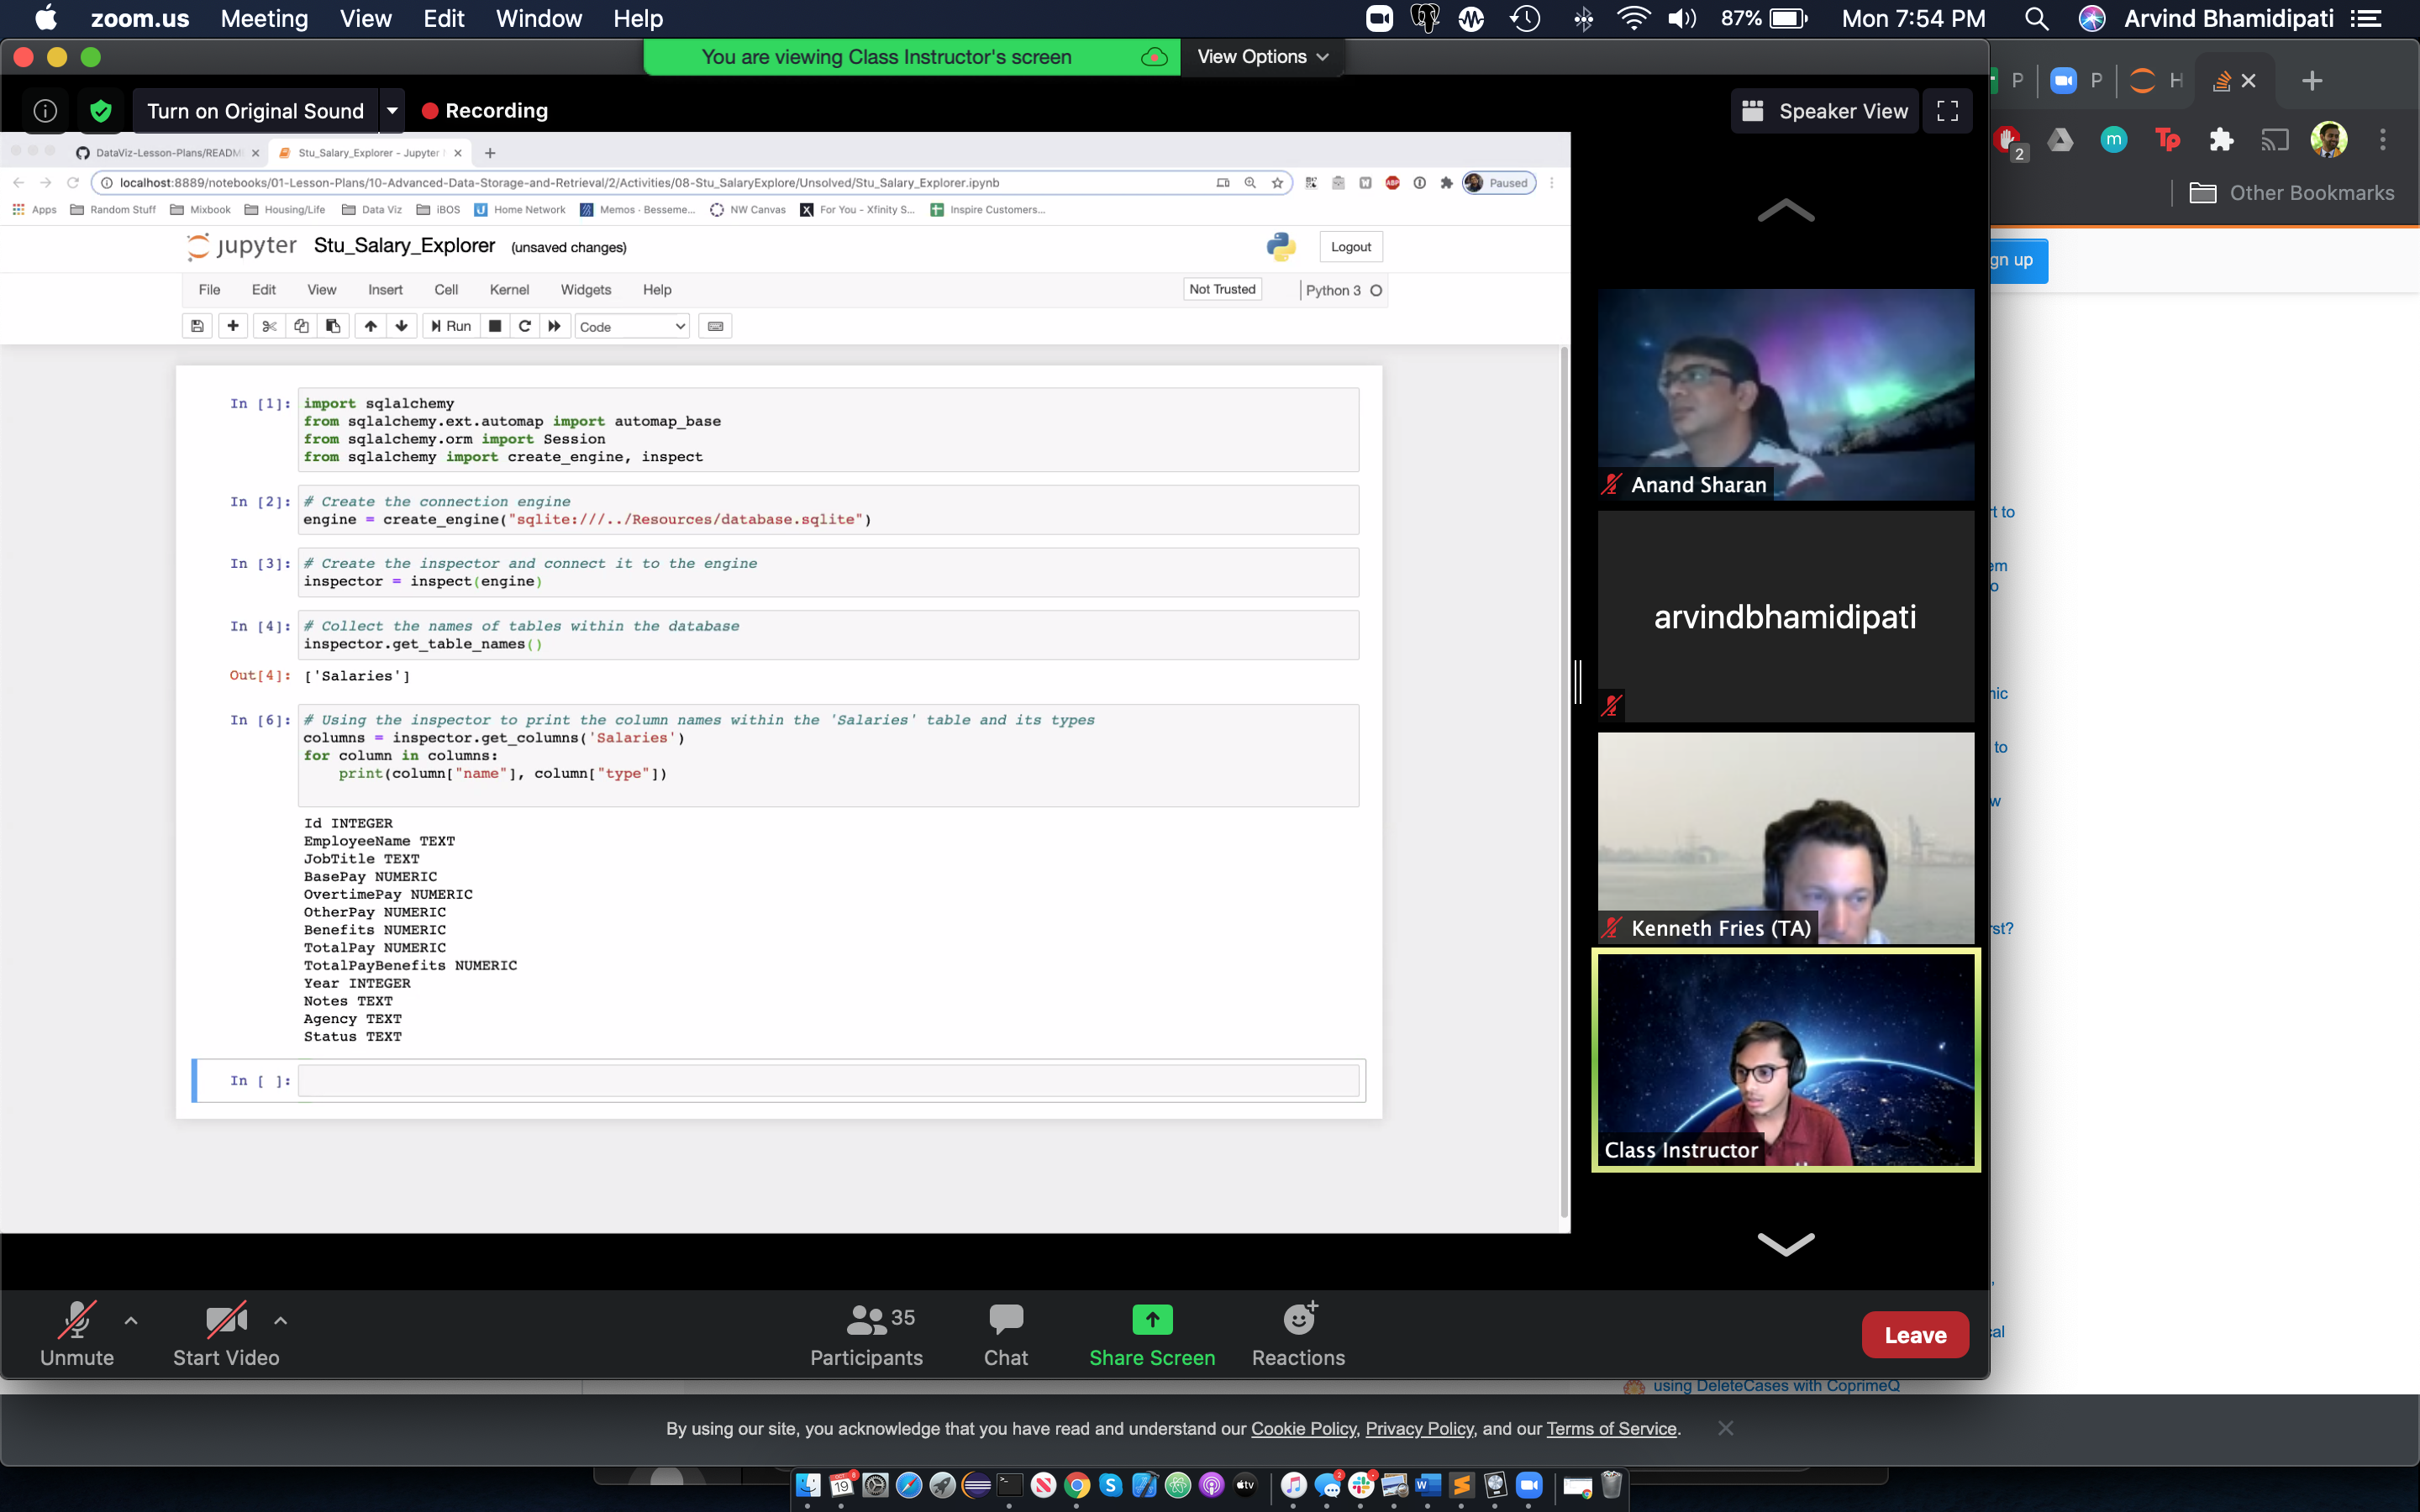 zoom.us Meeting View Edit Window Help
87% Mon 7:54 PM Arvind Bhamidipati
You are viewing Class Instructor's screen View Options
Turn on Original Sound Recording Speaker View
P P H
2 m Tp
Other Bookmarks
gn up
DataViz-Lesson-Plans/READM
Stu_Salary_Explorer - Jupyter
localhost:8889/notebooks/01-Lesson-Plans/10-Advanced-Data-Storage-and-Retrieval/2/Activities/08-Stu_SalaryExplore/Unsolved/Stu_Salary_Explorer.ipynb
ABP
Paused
Apps Random Stuff Mixbook Housing/Life Data Viz iBOS Home Network Memos - Besseme... NW Canvas For You - Xfinity S... Inspire Customers...
jupyter Stu_Salary_Explorer (unsaved changes)
Logout
File Edit View Insert Cell Kernel Widgets Help
Not Trusted Python 3
Run Code
In [1]: import sqlalchemy
from sqlalchemy.ext.automap import automap_base
from sqlalchemy.orm import Session
from sqlalchemy import create_engine, inspect
In [2]: # Create the connection engine
engine = create_engine("sqlite:///../Resources/database.sqlite")
In [3]: # Create the inspector and connect it to the engine
inspector = inspect(engine)
In [4]: # Collect the names of tables within the database
inspector.get_table_names()
Out[4]: ['Salaries']
In [6]: # Using the inspector to print the column names within the 'Salaries' table and its types
columns = inspector.get_columns('Salaries')
for column in columns:
print(column["name"], column["type"])
Id INTEGER
EmployeeName TEXT
JobTitle TEXT
BasePay NUMERIC
OvertimePay NUMERIC
OtherPay NUMERIC
Benefits NUMERIC
TotalPay NUMERIC
TotalPayBenefits NUMERIC
Year INTEGER
Notes TEXT
Agency TEXT
Status TEXT
In [ ]:
Anand Sharan
arvindbhamidipati
Kenneth Fries (TA)
Class Instructor
rt to
em
o
nic
to
w
rst?
cal
Unmute
Start Video
35
Participants
Chat
Share Screen
Reactions
Leave
using DeleteCases with CoprimeQ
By using our site, you acknowledge that you have read and understand our Cookie Policy, Privacy Policy, and our Terms of Service.
19
tv